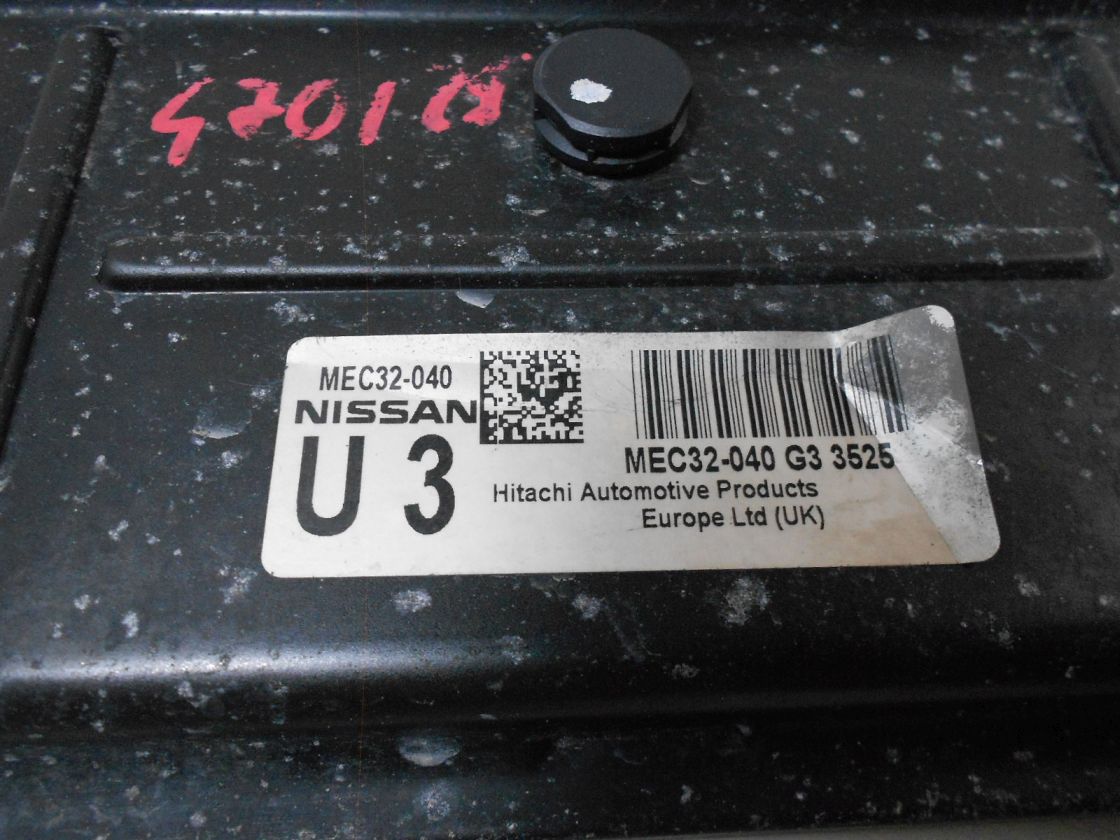 MEC32-040
NISSAN
U 3
MEC32-040 G3 3525
Hitachi Automotive Products
Europe Ltd (UK)